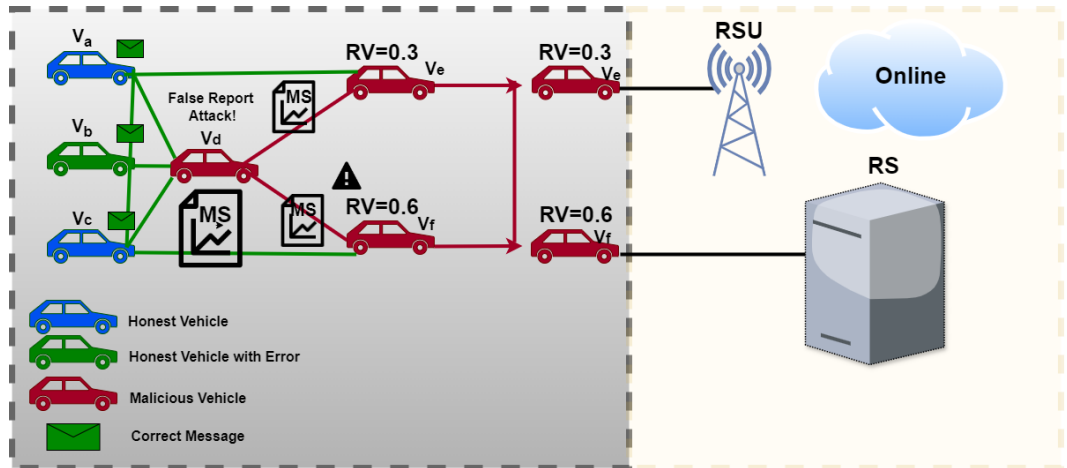 Va
RV=0.3
Ve
RV=0.3
Ve
RSU
Online
False Report
Attack!
MS
Vb
Vd
RS
MS
MS
Vc
RV=0.6
Vf
RV=0.6
Vf
Honest Vehicle
Honest Vehicle with Error
Malicious Vehicle
Correct Message